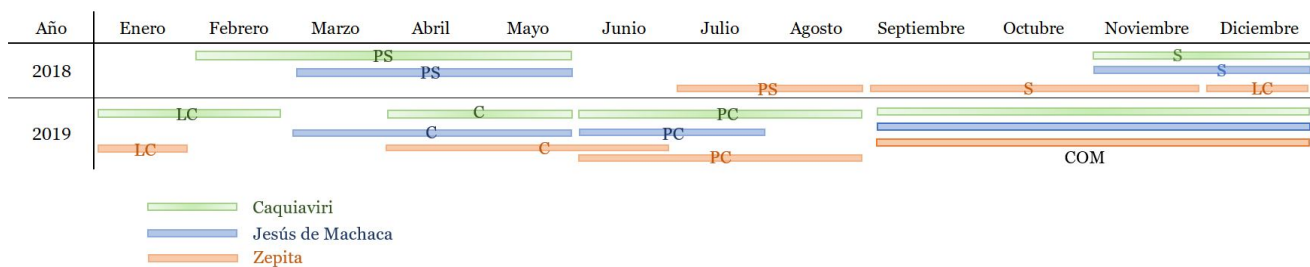 Año Enero Febrero Marzo Abril Mayo Junio Julio Agosto Septiembre Octubre Noviembre Diciembre
PS S
2018 PS S
PS S LC
LC C PC
2019 C PC
LC C
PC COM
Caquiaviri
Jesús de Machaca
Zepita